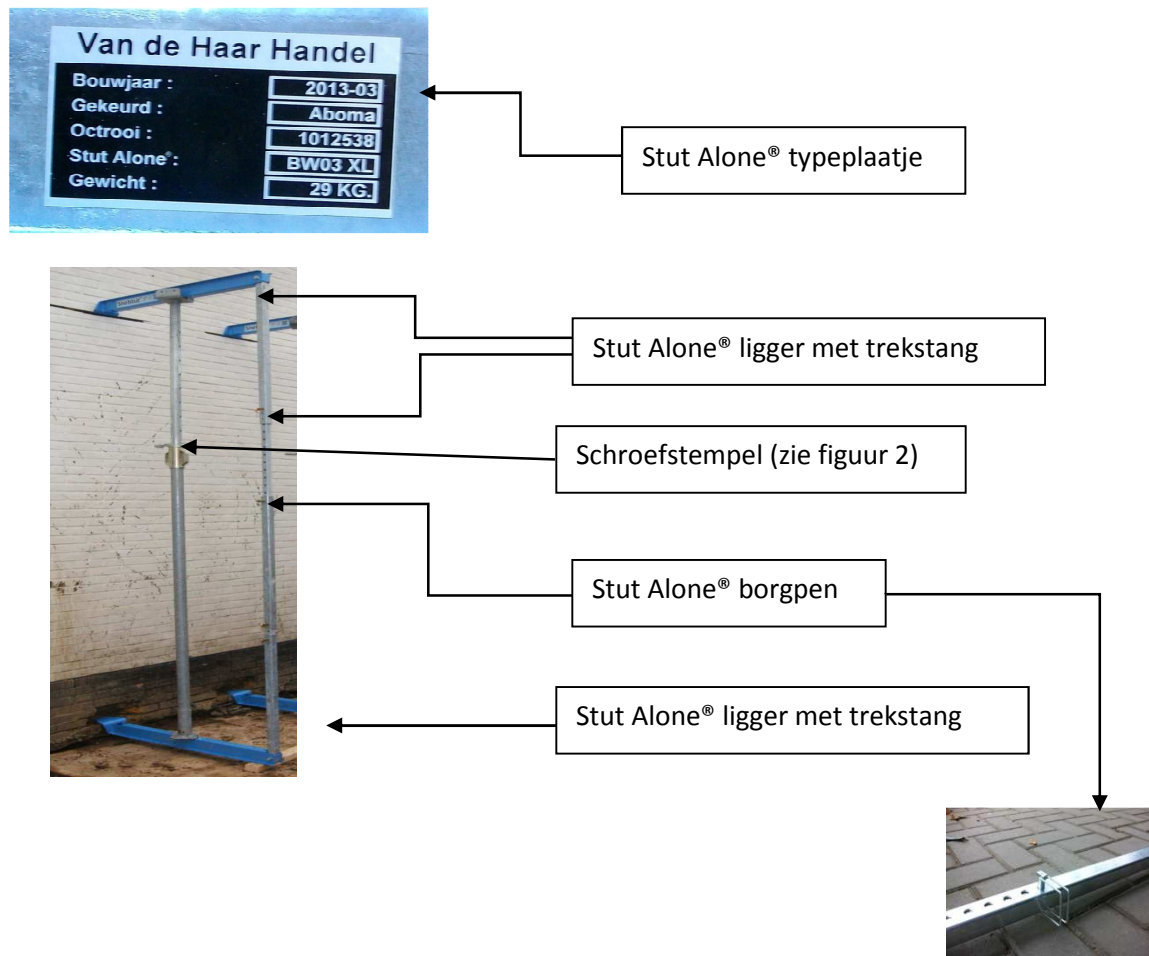 Van de Haar Handel
Bouwjaar : 2013-03
Gekeurd : Aboma
Octrooi : 1012538
Stut Alone®: BW03 XL
Gewicht : 29 KG.
Stut Alone® typeplaatje
Stut Alone® ligger met trekstang
Schroefstempel (zie figuur 2)
Stut Alone® borgpen
Stut Alone® ligger met trekstang